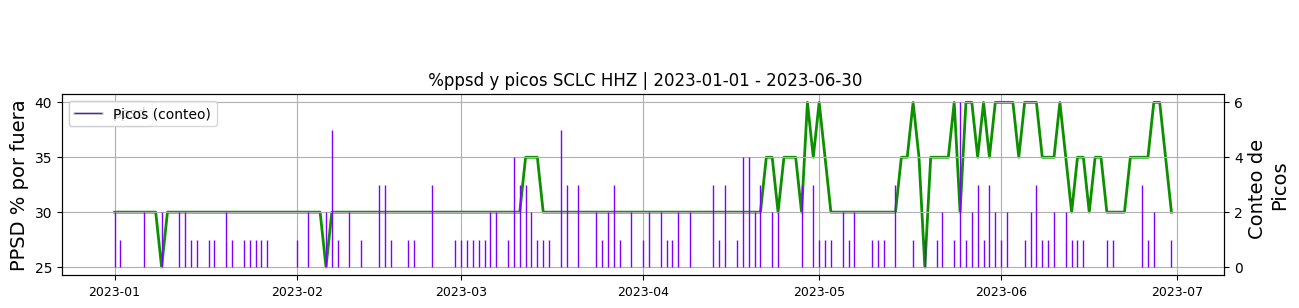 %ppsd y picos SCLC HHZ | 2023-01-01 - 2023-06-30
Picos (conteo)
PPSD % por fuera
40
35
30
25
6
4
2
0
Conteo de
Picos
2023-01 2023-02 2023-03 2023-04 2023-05 2023-06 2023-07